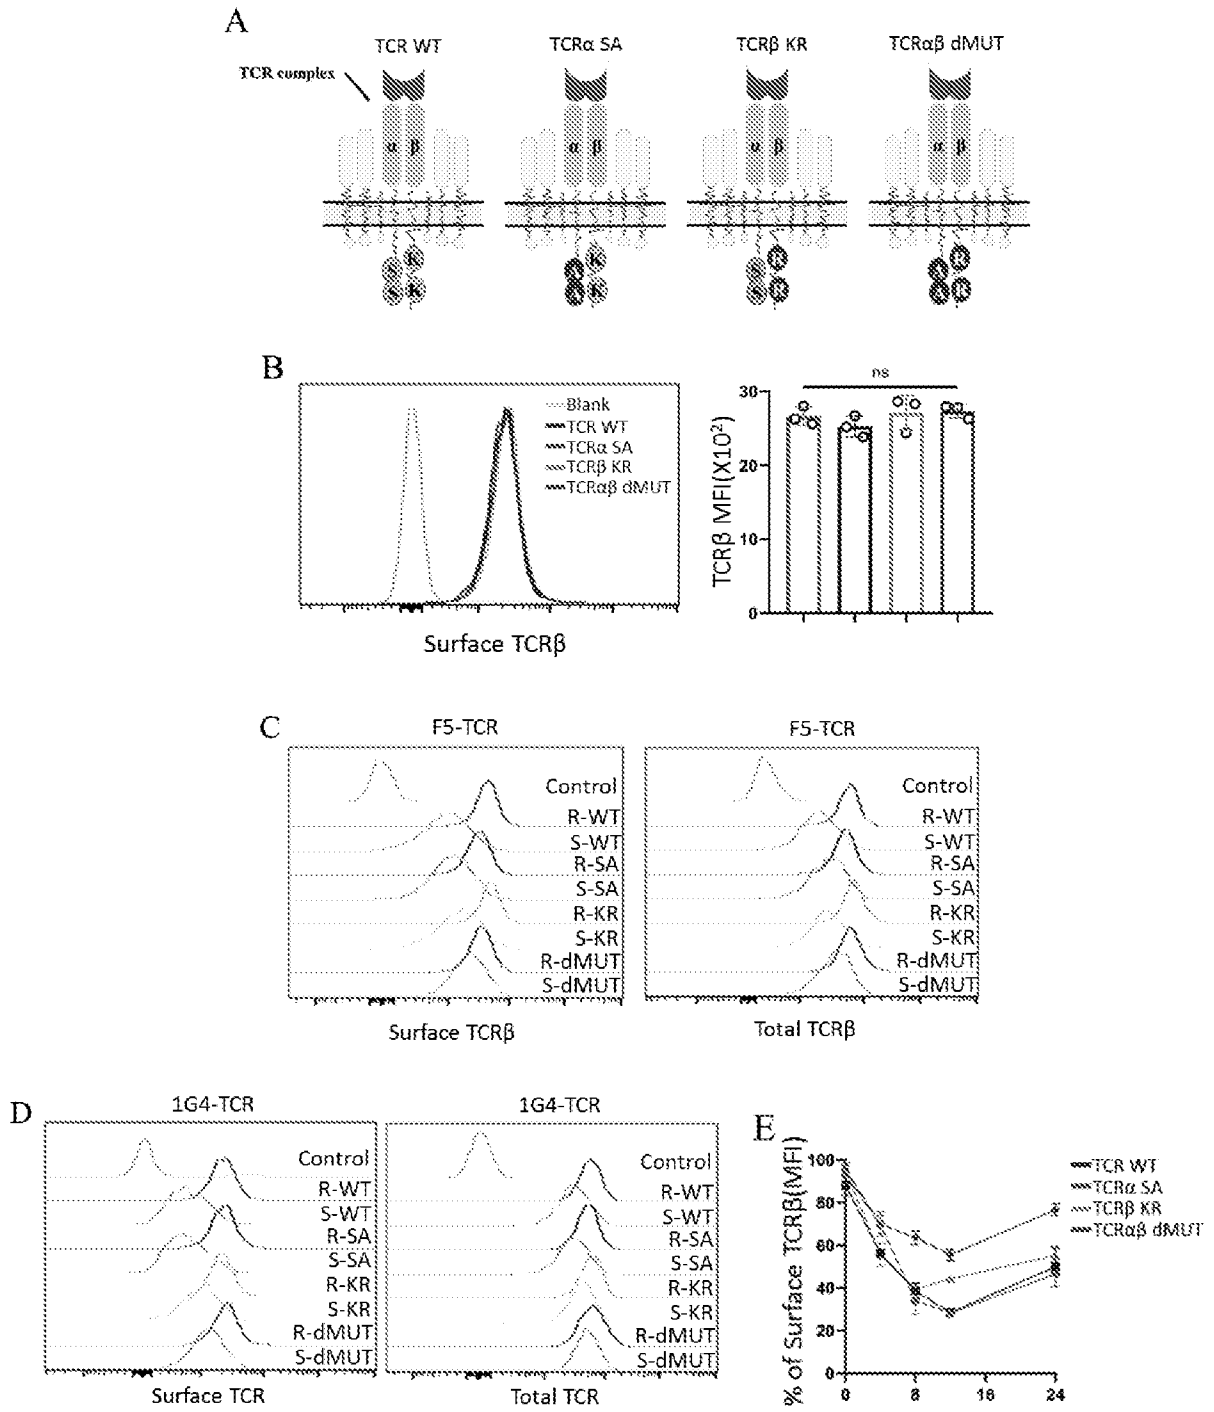 A
TCR WT
TCRα SA
TCRβ KR
TCRαβ dMUT
TCR complex
α β
α β
α β
α β
S K
S K
A K
A K
S R
S R
A R
A R
B
Blank
TCR WT
TCRα SA
TCRβ KR
TCRαβ dMUT
Surface TCRβ
ns
TCRβ MFI(X10²)
30
20
10
0
C
F5-TCR
Control
R-WT
S-WT
R-SA
S-SA
R-KR
S-KR
R-dMUT
S-dMUT
Surface TCRβ
F5-TCR
Control
R-WT
S-WT
R-SA
S-SA
R-KR
S-KR
R-dMUT
S-dMUT
Total TCRβ
D
1G4-TCR
Control
R-WT
S-WT
R-SA
S-SA
R-KR
S-KR
R-dMUT
S-dMUT
Surface TCR
1G4-TCR
Control
R-WT
S-WT
R-SA
S-SA
R-KR
S-KR
R-dMUT
S-dMUT
Total TCR
E
% of Surface TCRβ(MFI)
100
80
60
40
20
0
0 8 16 24
TCR WT
TCRα SA
TCRβ KR
TCRαβ dMUT